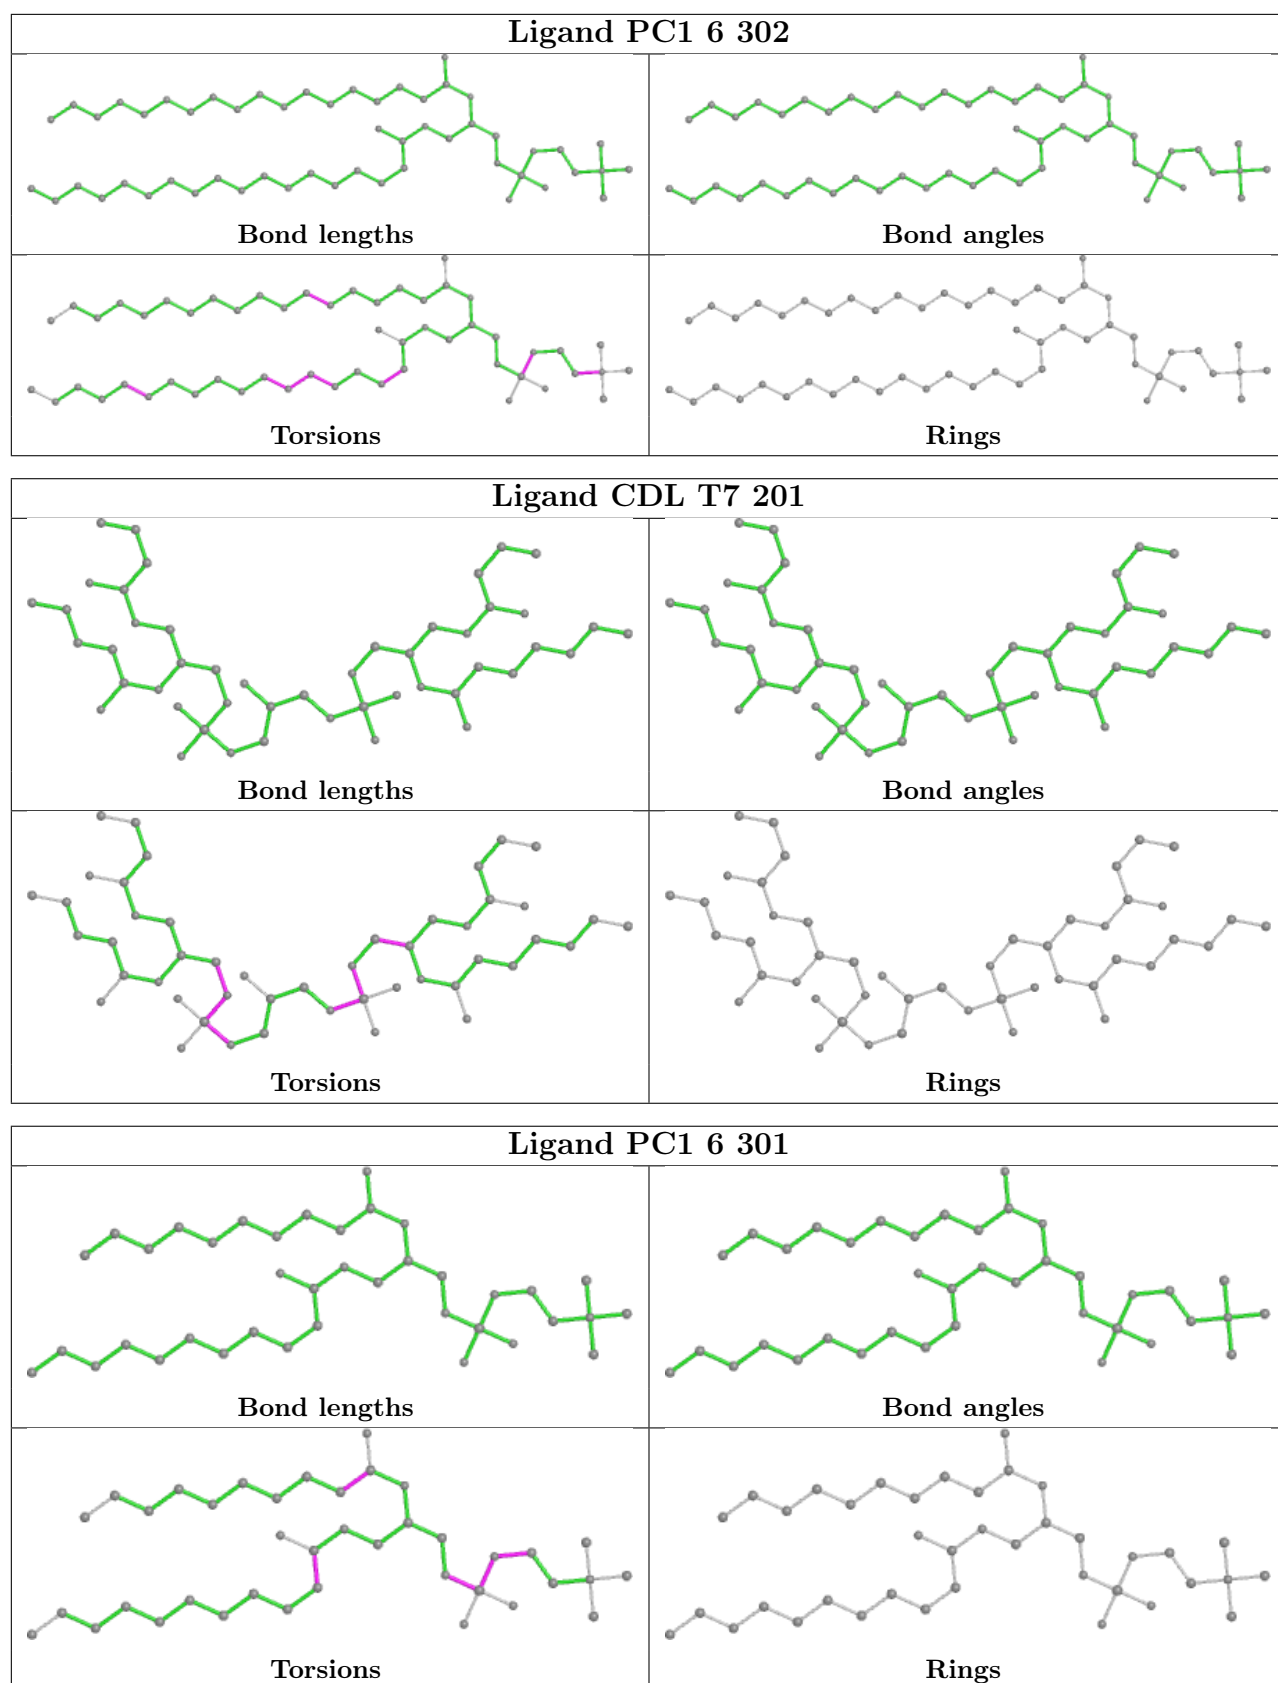 Ligand PC1 6 302
Bond lengths
Bond angles
Torsions
Rings
Ligand CDL T7 201
Bond lengths
Bond angles
Torsions
Rings
Ligand PC1 6 301
Bond lengths
Bond angles
Torsions
Rings